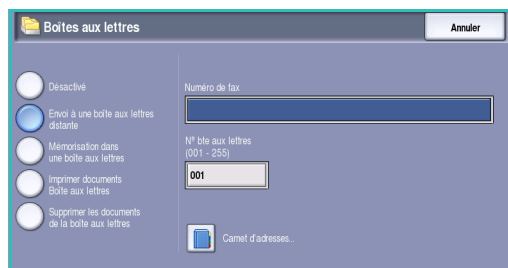 Boîtes aux lettres
Annuler
Désactivé
Envoi à une boîte aux lettres
distante
Mémorisation dans
une boîte aux lettres
Imprimer documents
Boîte aux lettres
Supprimer les documents
de la boîte aux lettres
Numéro de fax
Nº bte aux lettres
(001 - 255)
001
Carnet d'adresses...